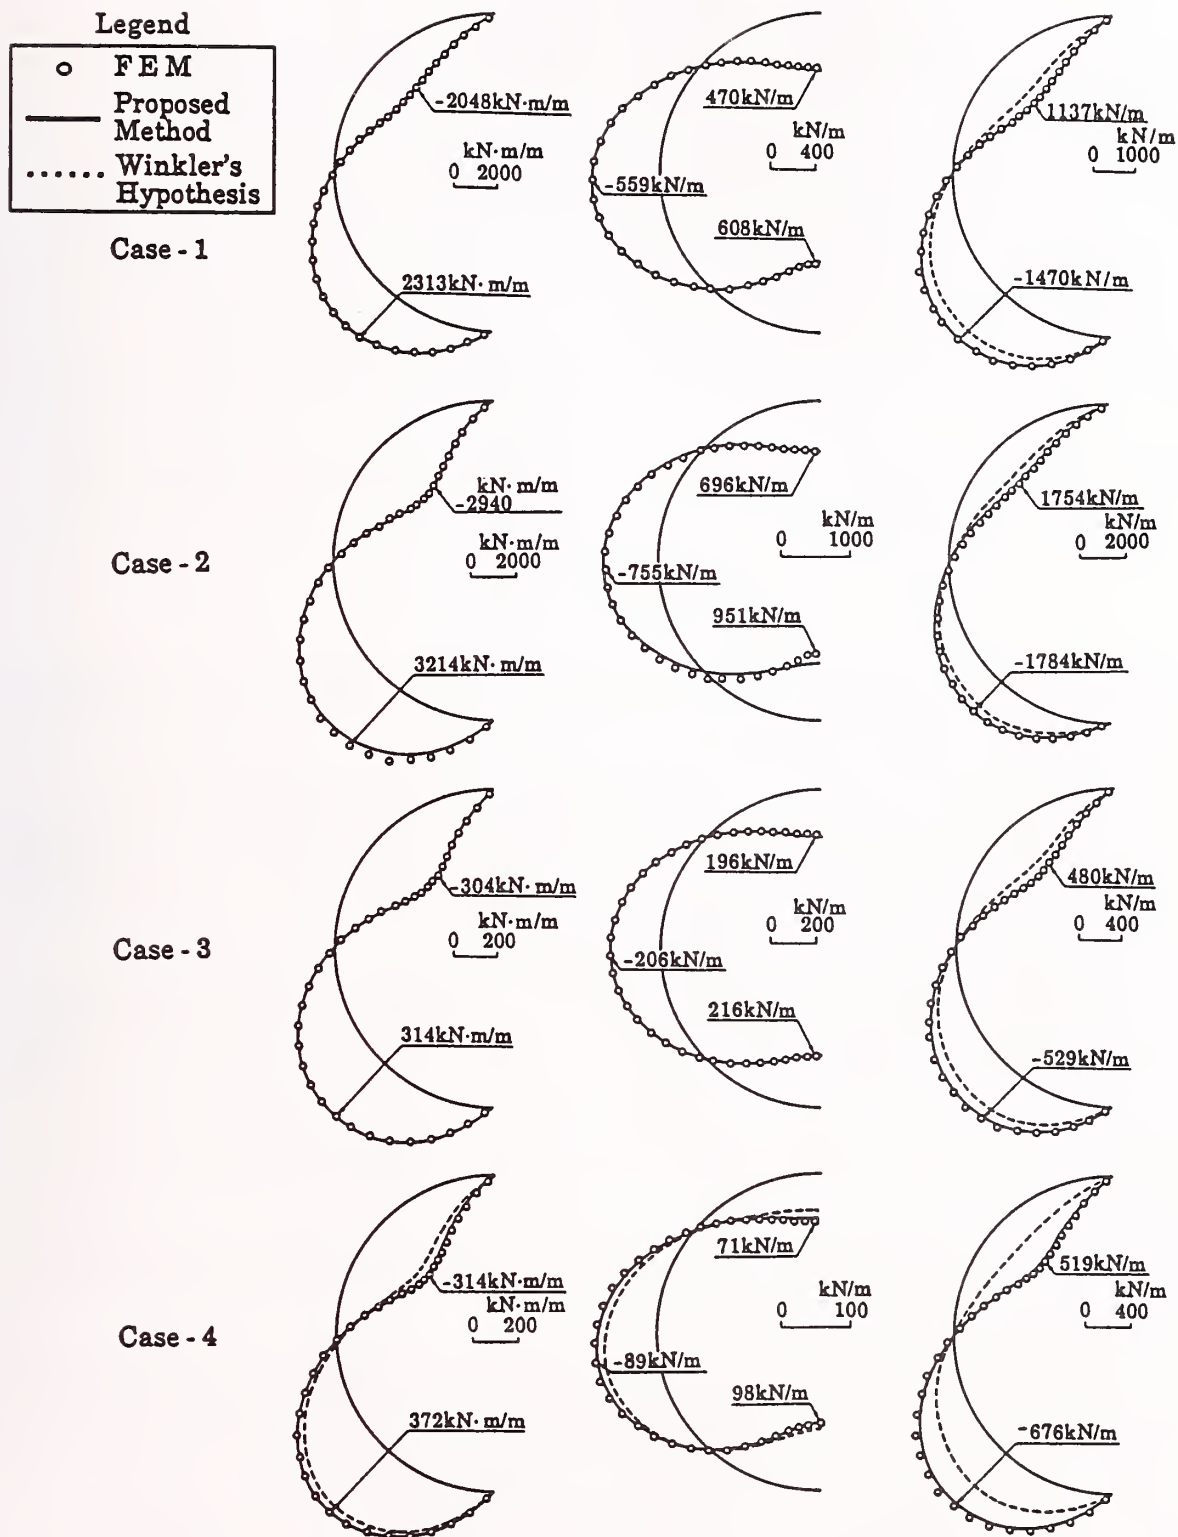 Legend
FEM
Proposed
Method
Winkler's
Hypothesis
Case - 1
-2048kN·m/m
kN·m/m
0 2000
2313kN·m/m
470kN/m
kN/m
0 400
-559kN/m
608kN/m
1137kN/m
kN/m
0 1000
-1470kN/m
Case - 2
kN·m/m
-2940
kN·m/m
0 2000
3214kN·m/m
696kN/m
kN/m
0 1000
-755kN/m
951kN/m
1754kN/m
kN/m
0 2000
-1784kN/m
Case - 3
-304kN·m/m
kN·m/m
0 200
314kN·m/m
196kN/m
kN/m
0 200
-206kN/m
216kN/m
480kN/m
kN/m
0 400
-529kN/m
Case - 4
-314kN·m/m
kN·m/m
0 200
372kN·m/m
71kN/m
kN/m
0 100
-89kN/m
98kN/m
519kN/m
kN/m
0 400
-676kN/m